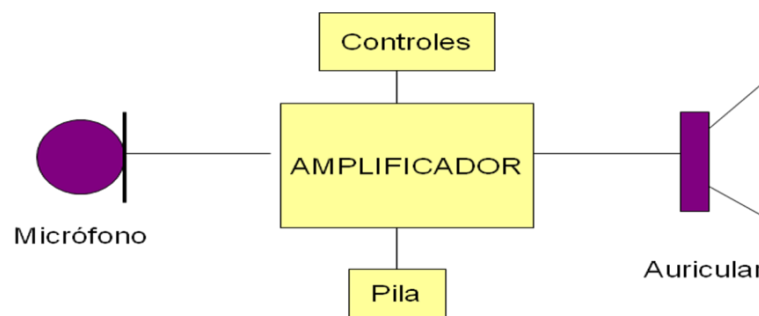 Controles
AMPLIFICADOR
Micrófono
Auricular
Pila